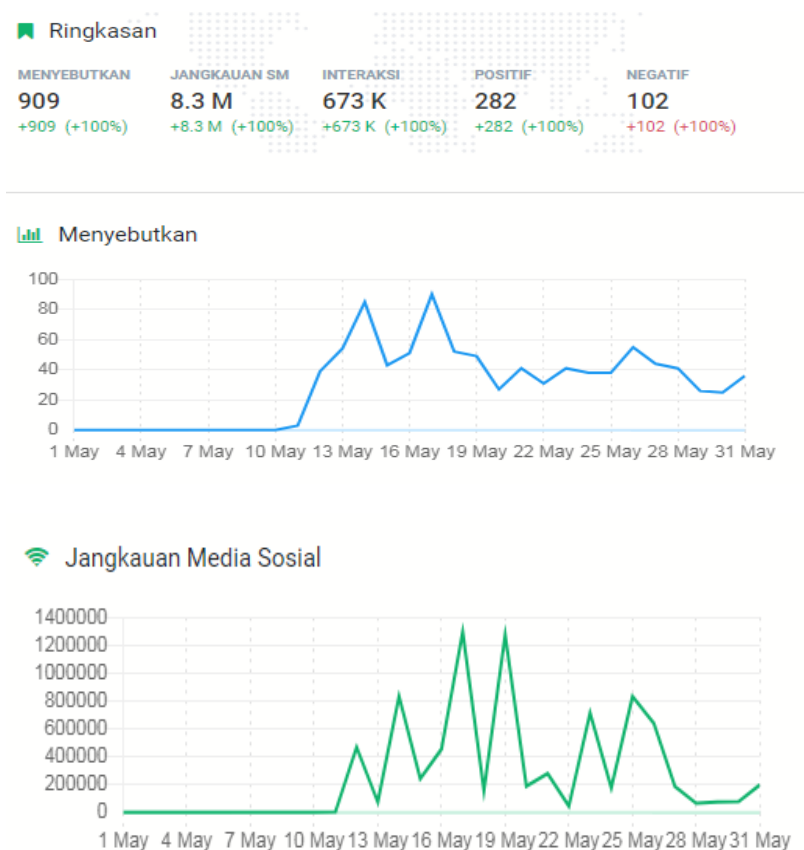 Ringkasan
MENYEBUTKAN JANGKAUAN SM INTERAKSI POSITIF NEGATIF
909 8.3 M 673 K 282 102
+909 (+100%) +8.3 M (+100%) +673 K (+100%) +282 (+100%) +102 (+100%)
Menyebutkan
100
80
60
40
20
0
1 May 4 May 7 May 10 May 13 May 16 May 19 May 22 May 25 May 28 May 31 May
Jangkauan Media Sosial
1400000
1200000
1000000
800000
600000
400000
200000
0
1 May 4 May 7 May 10 May 13 May 16 May 19 May 22 May 25 May 28 May 31 May